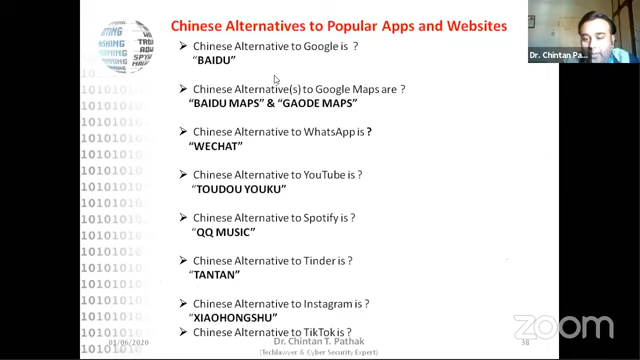 Chinese Alternatives to Popular Apps and Websites
➢ Chinese Alternative to Google is ?
“BAIDU”
➢ Chinese Alternative(s) to Google Maps are ?
“BAIDU MAPS” & “GAODE MAPS”
➢ Chinese Alternative to WhatsApp is ?
“WECHAT”
➢ Chinese Alternative to YouTube is ?
“TOUDOU YOUKU”
➢ Chinese Alternative to Spotify is ?
“QQ MUSIC”
➢ Chinese Alternative to Tinder is ?
“TANTAN”
➢ Chinese Alternative to Instagram is ?
“XIAOHONGSHU”
➢ Chinese Alternative to TikTok is ?
01/06/2020
Dr. Chintan T. Pathak
(Techlawyer & Cyber Security Expert)
38
zoom
Dr. Chintan Pa...